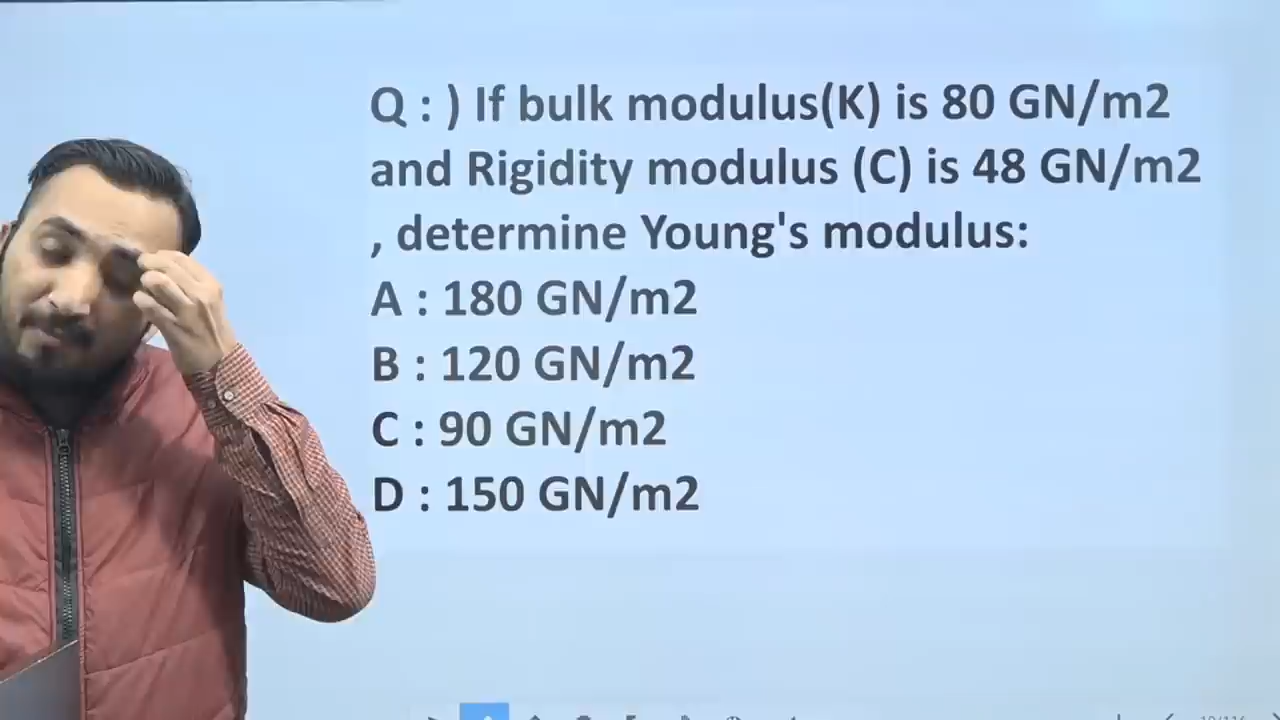 Q : ) If bulk modulus(K) is 80 GN/m2
and Rigidity modulus (C) is 48 GN/m2
, determine Young's modulus:
A : 180 GN/m2
B : 120 GN/m2
C : 90 GN/m2
D : 150 GN/m2